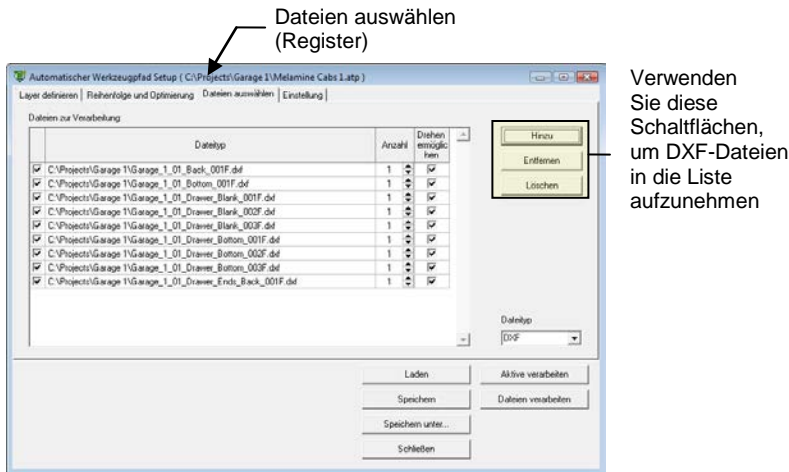 Dateien auswählen
(Register)
Automatischer Werkzeugpfad Setup ( C:\Projects\Garage 1\Melamine Cabs 1.atp )
Layer definieren Reihenfolge und Optimierung Dateien auswählen Einstellung
Dateien zur Verarbeitung:
Dateityp Anzahl Drehen
ermöglic
hen
C:\Projects\Garage 1\Garage_1_01_Back_001F.dxf 1
C:\Projects\Garage 1\Garage_1_01_Bottom_001F.dxf 1
C:\Projects\Garage 1\Garage_1_01_Drawer_Blank_001F.dxf 1
C:\Projects\Garage 1\Garage_1_01_Drawer_Blank_002F.dxf 1
C:\Projects\Garage 1\Garage_1_01_Drawer_Blank_003F.dxf 1
C:\Projects\Garage 1\Garage_1_01_Drawer_Bottom_001F.dxf 1
C:\Projects\Garage 1\Garage_1_01_Drawer_Bottom_002F.dxf 1
C:\Projects\Garage 1\Garage_1_01_Drawer_Bottom_003F.dxf 1
C:\Projects\Garage 1\Garage_1_01_Drawer_Ends_Back_001F.dxf 1
Hinzu
Entfernen
Löschen
Dateityp
DXF
Laden
Speichern
Speichern unter...
Schließen
Aktive verarbeiten
Dateien verarbeiten
Verwenden
Sie diese
Schaltflächen,
um DXF-Dateien
in die Liste
aufzunehmen